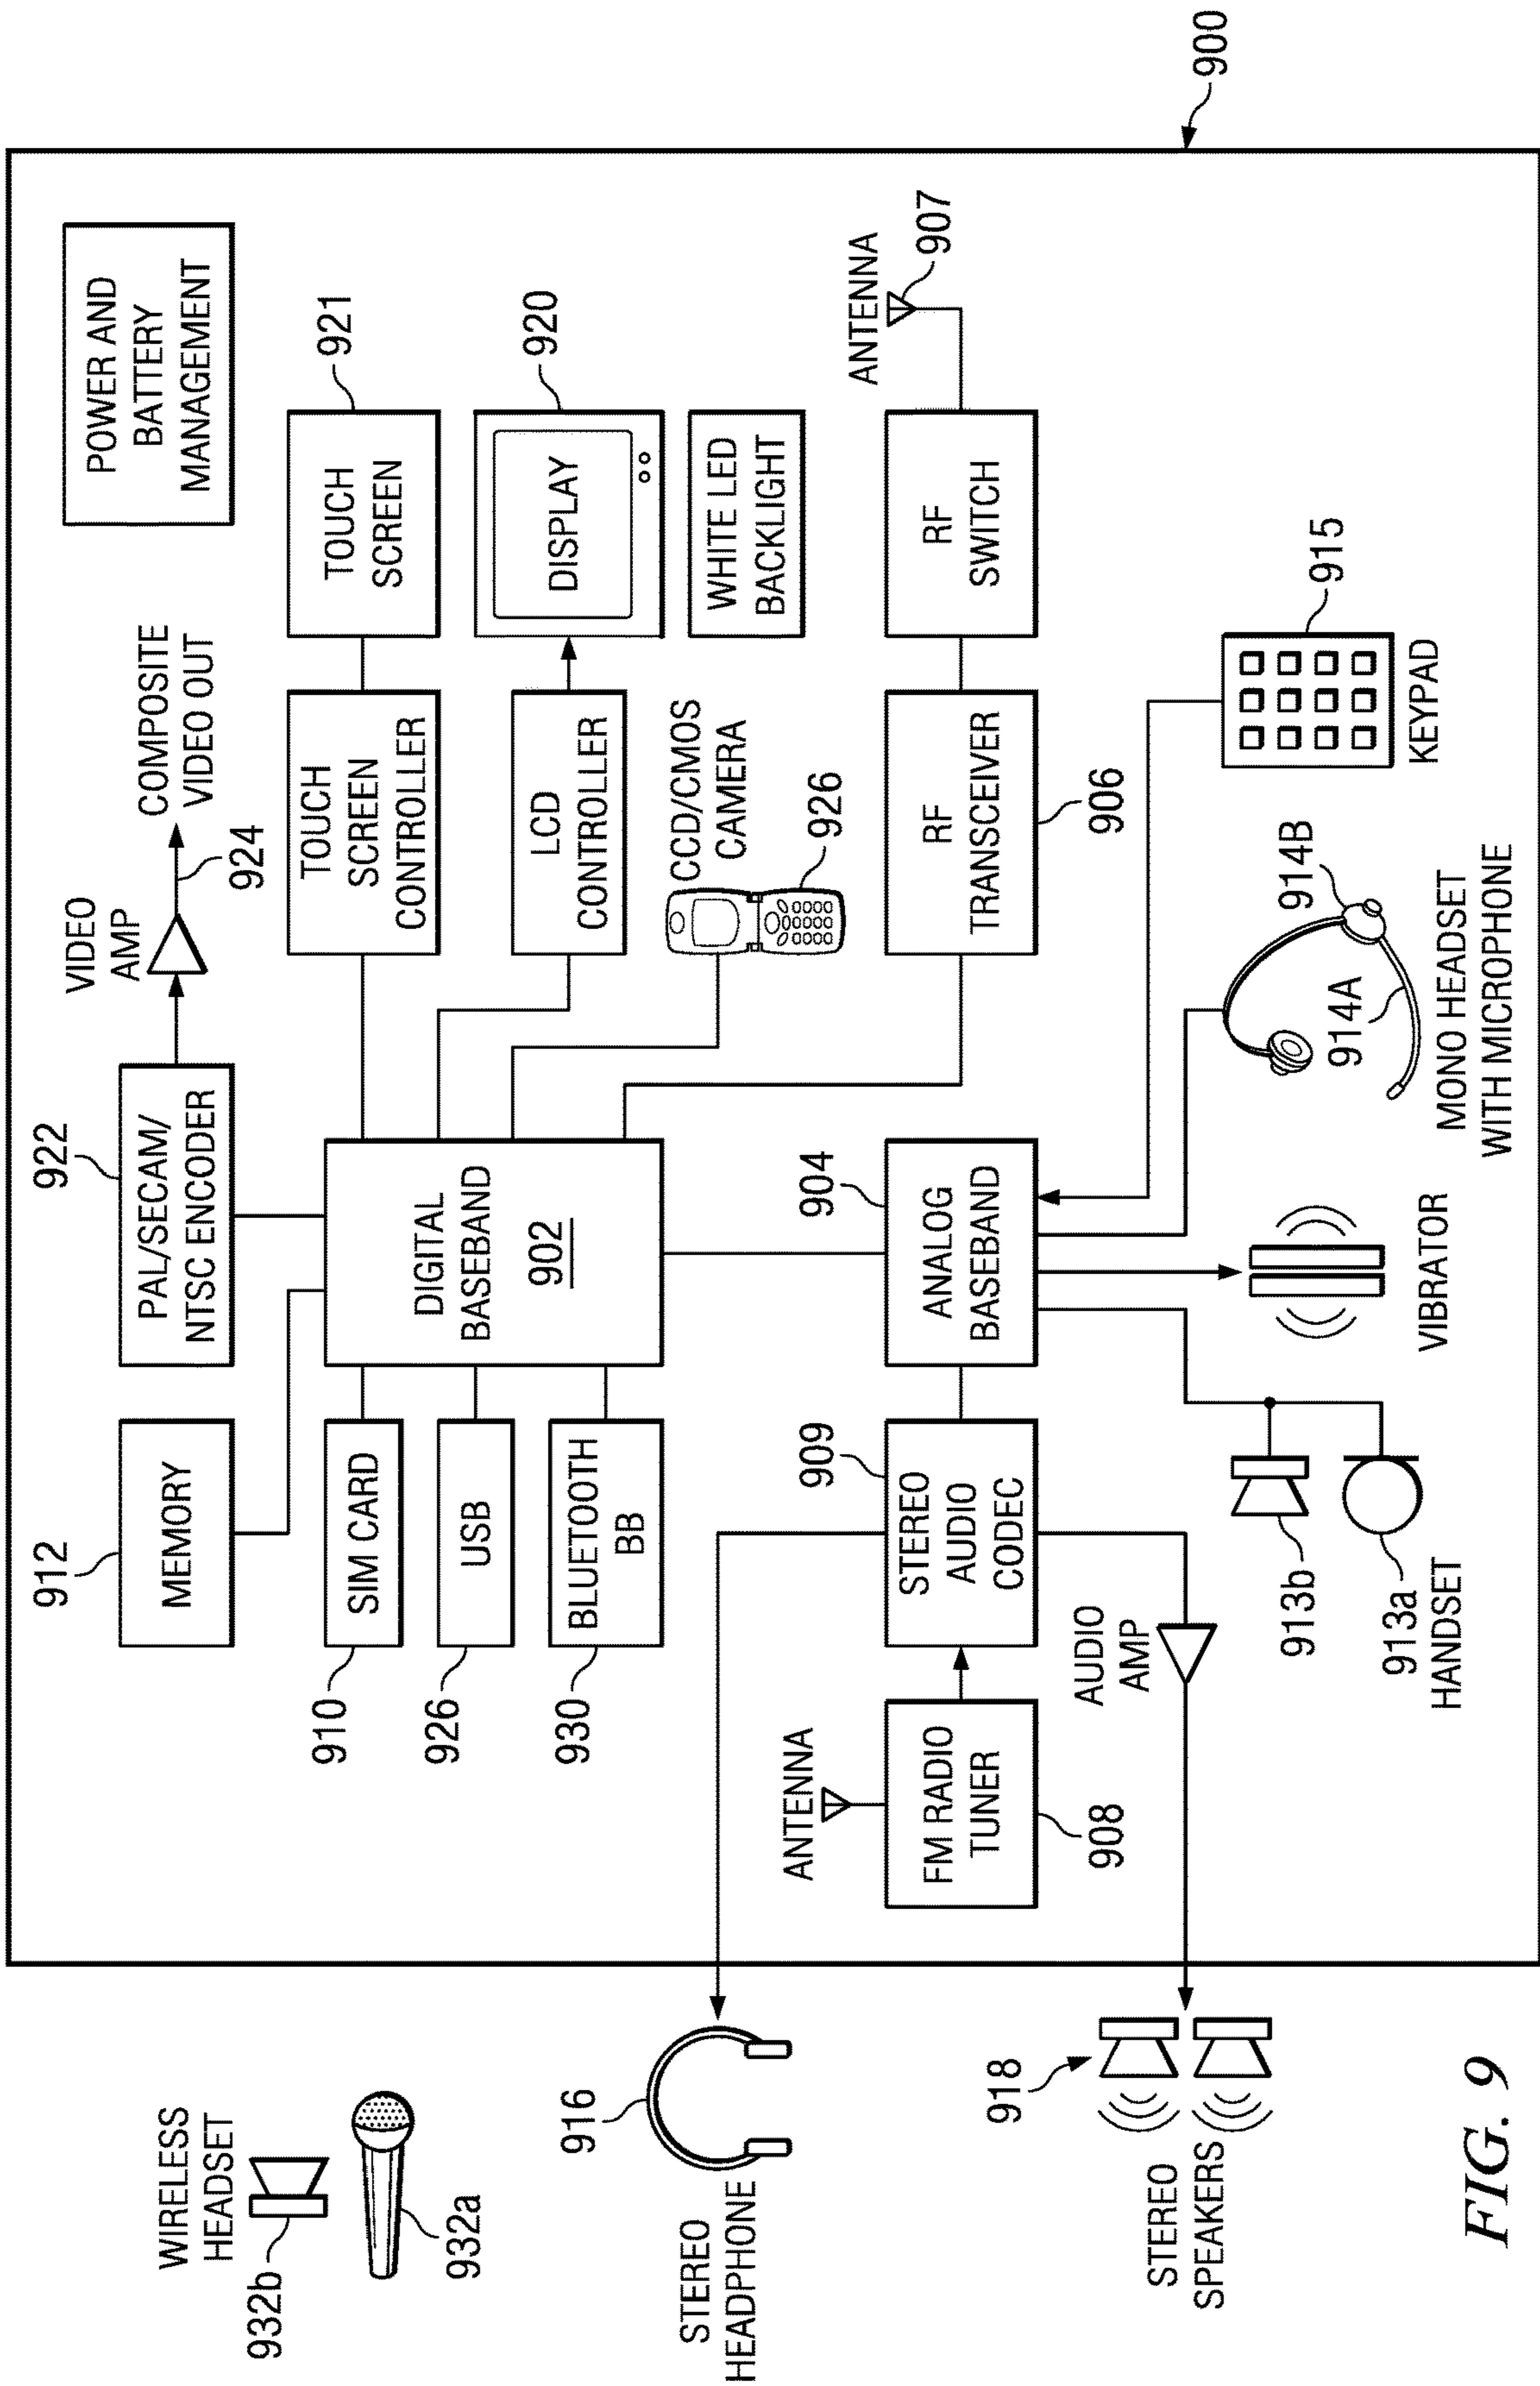 WIRELESS
HEADSET
932b
932a
916
STEREO
HEADPHONE
918
STEREO
SPEAKERS
912
MEMORY
922
PAL/SECAM/
NTSC ENCODER
VIDEO
AMP
924
COMPOSITE
VIDEO OUT
POWER AND
BATTERY
MANAGEMENT
910
SIM CARD
926
USB
930
BLUETOOTH
BB
DIGITAL
BASEBAND
902
TOUCH
SCREEN
CONTROLLER
TOUCH
SCREEN
921
LCD
CONTROLLER
DISPLAY
920
WHITE LED
BACKLIGHT
CCD/CMOS
CAMERA
926
ANTENNA
FM RADIO
TUNER
908
909
STEREO
AUDIO
CODEC
AUDIO
AMP
904
ANALOG
BASEBAND
RF
TRANSCEIVER
906
RF
SWITCH
ANTENNA
907
913b
913a
HANDSET
VIBRATOR
914A
914B
MONO HEADSET
WITH MICROPHONE
915
KEYPAD
900
FIG. 9